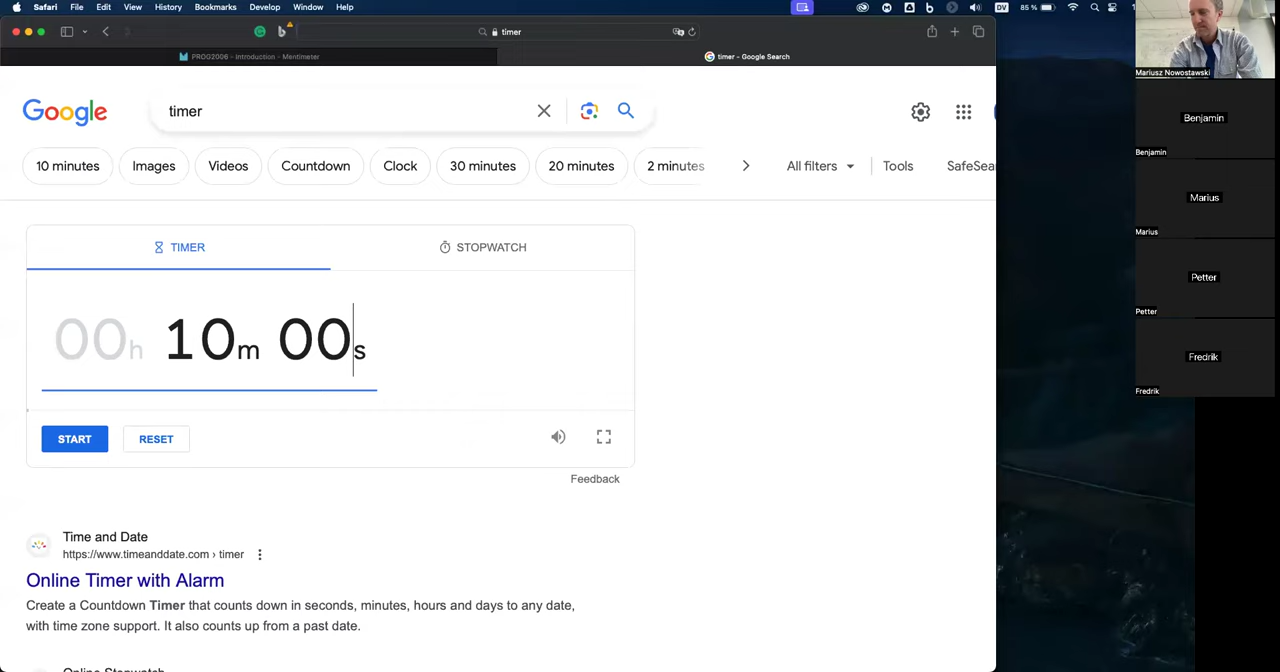 Safari File Edit View History Bookmarks Develop Window Help 85 % DV
timer
PROG2006 - Introduction - Mentimeter
timer - Google Search
Google timer
10 minutes Images Videos Countdown Clock 30 minutes 20 minutes 2 minutes All filters Tools SafeSea
TIMER STOPWATCH
00h 10m 00s
START RESET
Feedback
Time and Date
https://www.timeanddate.com › timer
Online Timer with Alarm
Create a Countdown Timer that counts down in seconds, minutes, hours and days to any date,
with time zone support. It also counts up from a past date.
Online Stopwatch
Mariusz Nowostawski
Benjamin
Benjamin
Marius
Marius
Petter
Petter
Fredrik
Fredrik